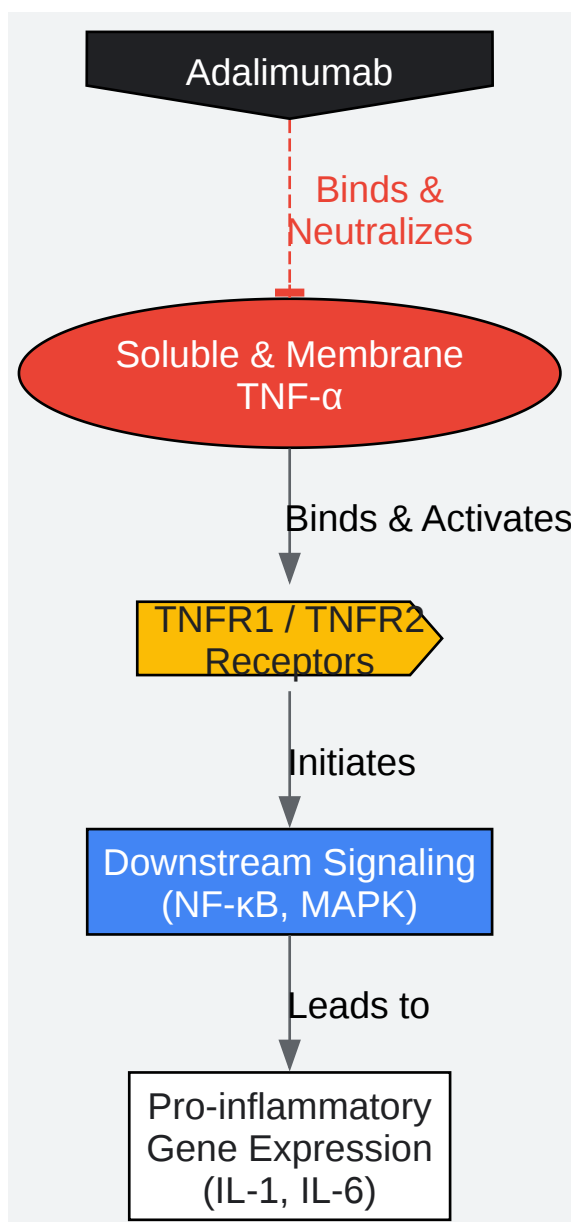 Adalimumab
Binds &
Neutralizes
Soluble & Membrane
TNF-α
Binds & Activates
TNFR1 / TNFR2
Receptors
Initiates
Downstream Signaling
(NF-κB, MAPK)
Leads to
Pro-inflammatory
Gene Expression
(IL-1, IL-6)